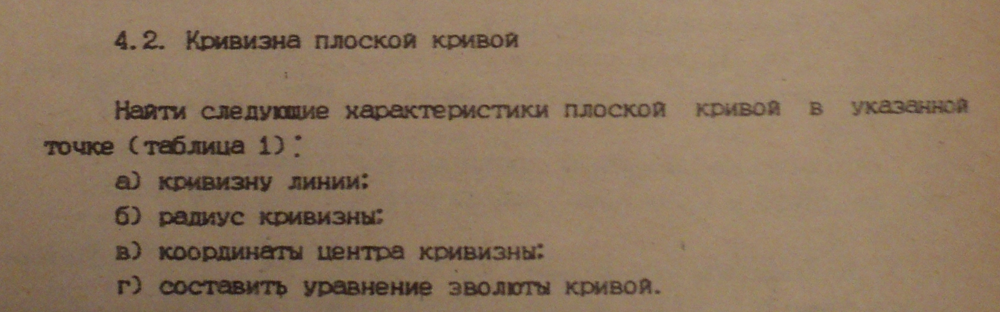 4.2. Кривизна плоской кривой
Найти следующие характеристики плоской кривой в указанной
точке (таблица 1):
а) кривизну линии;
б) радиус кривизны;
в) координаты центра кривизны;
г) составить уравнение эволюты кривой.